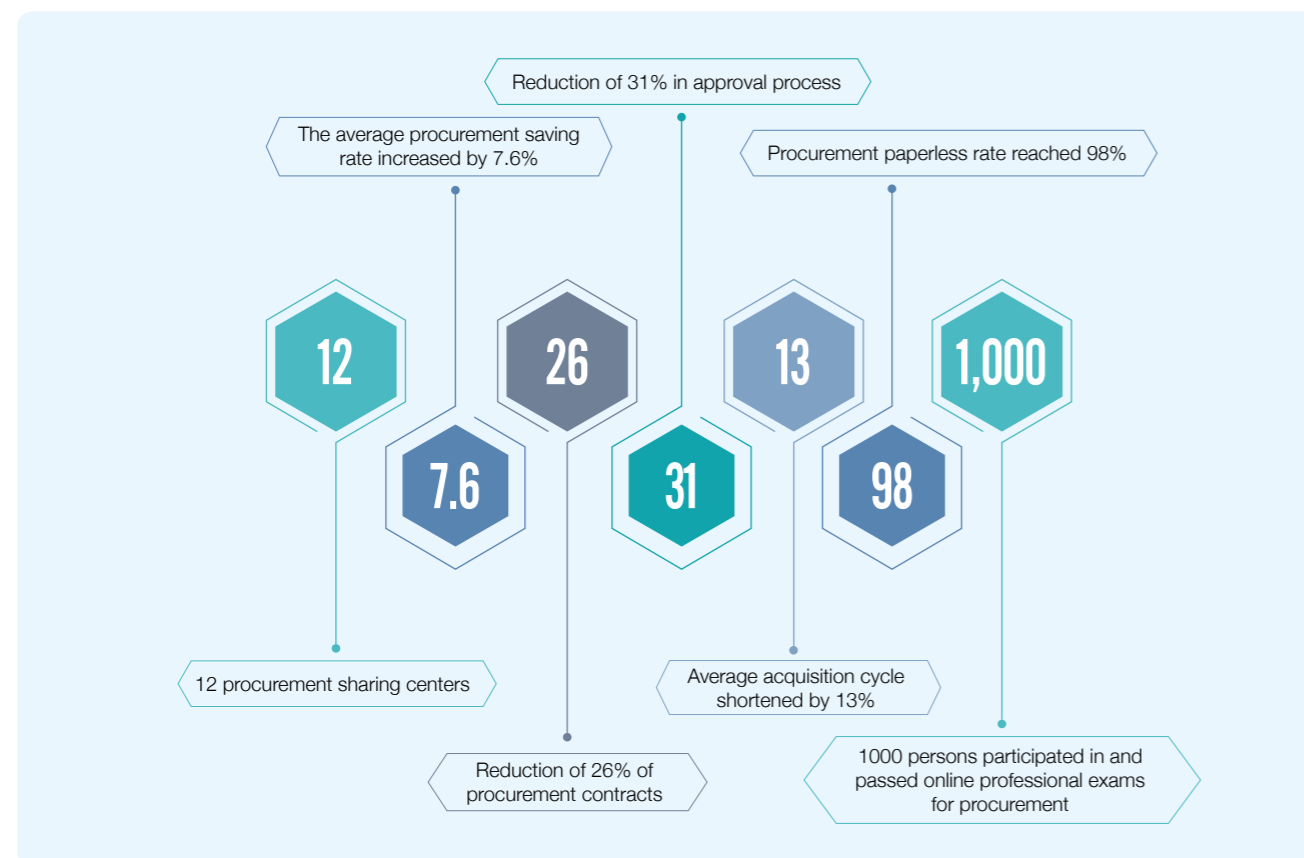 Reduction of 31% in approval process
The average procurement saving
rate increased by 7.6%
Procurement paperless rate reached 98%
12
26
13
1,000
7.6
31
98
12 procurement sharing centers
Average acquisition cycle
shortened by 13%
Reduction of 26% of
procurement contracts
1000 persons participated in and
passed online professional exams
for procurement